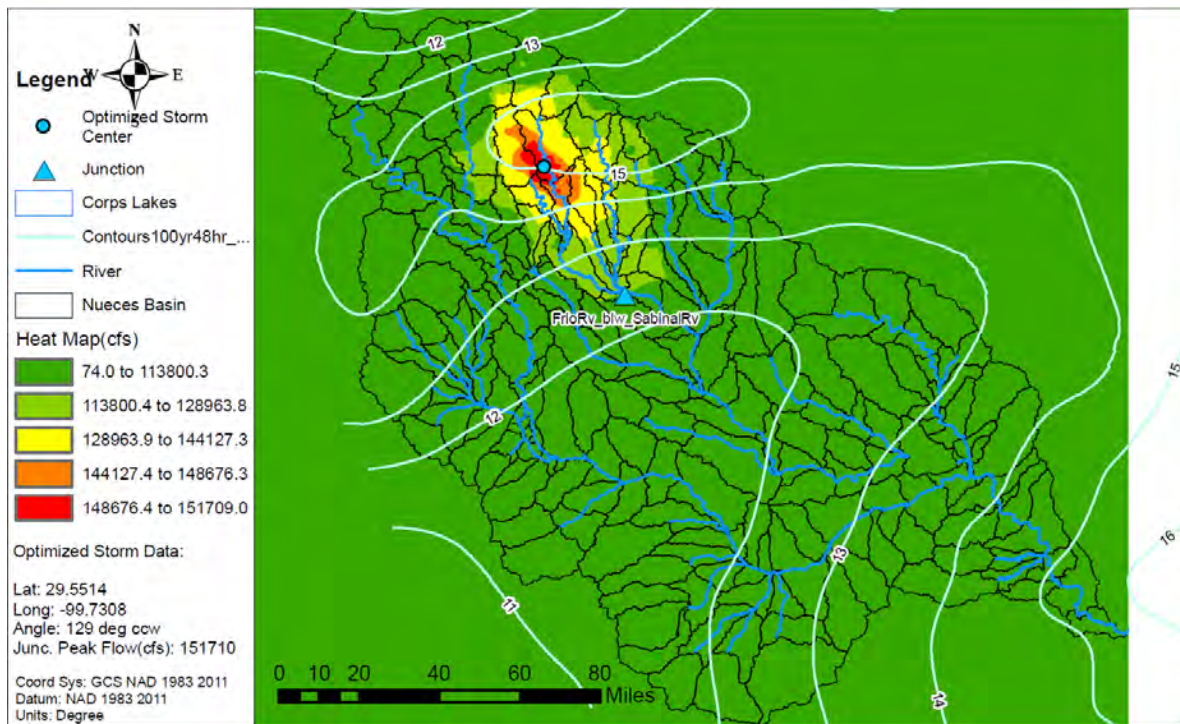 N
W
E
S
Legend
Optimized Storm
Center
Junction
Corps Lakes
Contours100yr48hr_...
River
Nueces Basin
Heat Map(cfs)
74.0 to 113800.3
113800.4 to 128963.8
128963.9 to 144127.3
144127.4 to 148676.3
148676.4 to 151709.0
Optimized Storm Data:
Lat: 29.5514
Long: -99.7308
Angle: 129 deg ccw
Junc. Peak Flow(cfs): 151710
Coord Sys: GCS NAD 1983 2011
Datum: NAD 1983 2011
Units: Degree
12
13
15
FrioRv_blw_SabinalRv
12
15
16
13
11
14
0 10 20 40 60 80
Miles